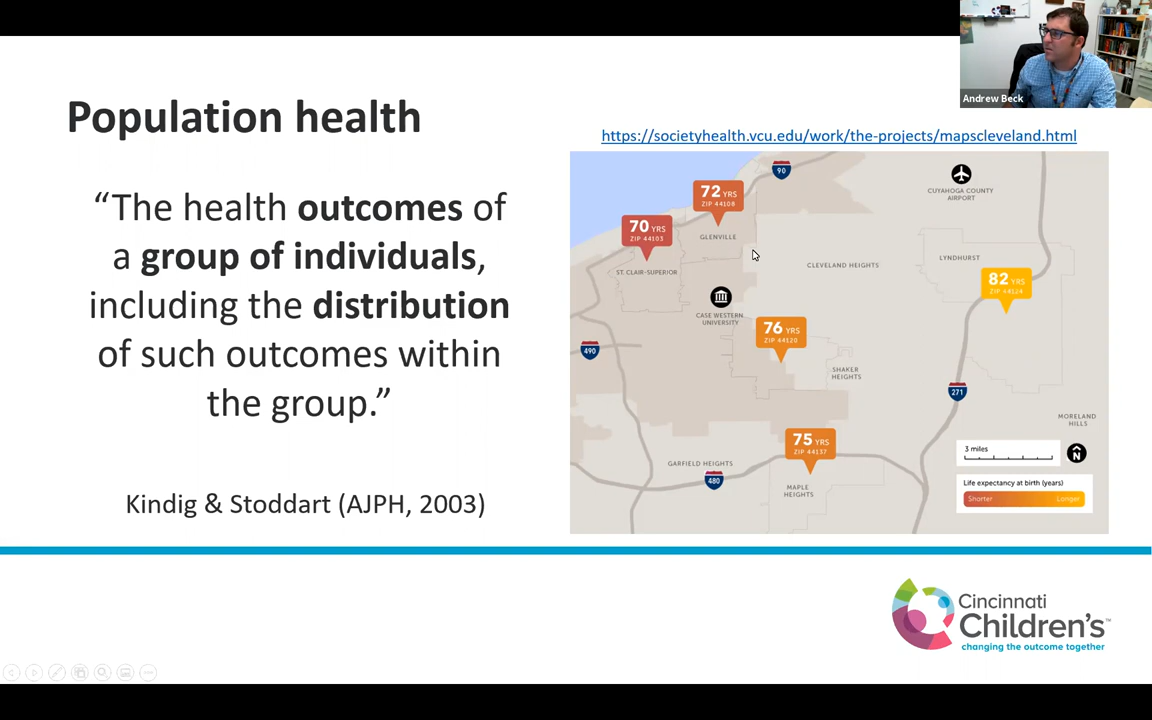 Andrew Beck
Population health
https://societyhealth.vcu.edu/work/the-projects/mapscleveland.html
“The health outcomes of
a group of individuals,
including the distribution
of such outcomes within
the group.”
Kindig & Stoddart (AJPH, 2003)
90
72 YRS
ZIP 44108
GLENVILLE
70 YRS
ZIP 44103
ST. CLAIR-SUPERIOR
CUYAHOGA COUNTY
AIRPORT
CLEVELAND HEIGHTS
LYNDHURST
82 YRS
ZIP 44124
CASE WESTERN
UNIVERSITY
76 YRS
ZIP 44120
490
SHAKER
HEIGHTS
271
MORELAND
HILLS
75 YRS
ZIP 44137
GARFIELD HEIGHTS
480
MAPLE
HEIGHTS
3 miles
N
Life expectancy at birth (years)
Shorter
Longer
Cincinnati
Children’s™
changing the outcome together